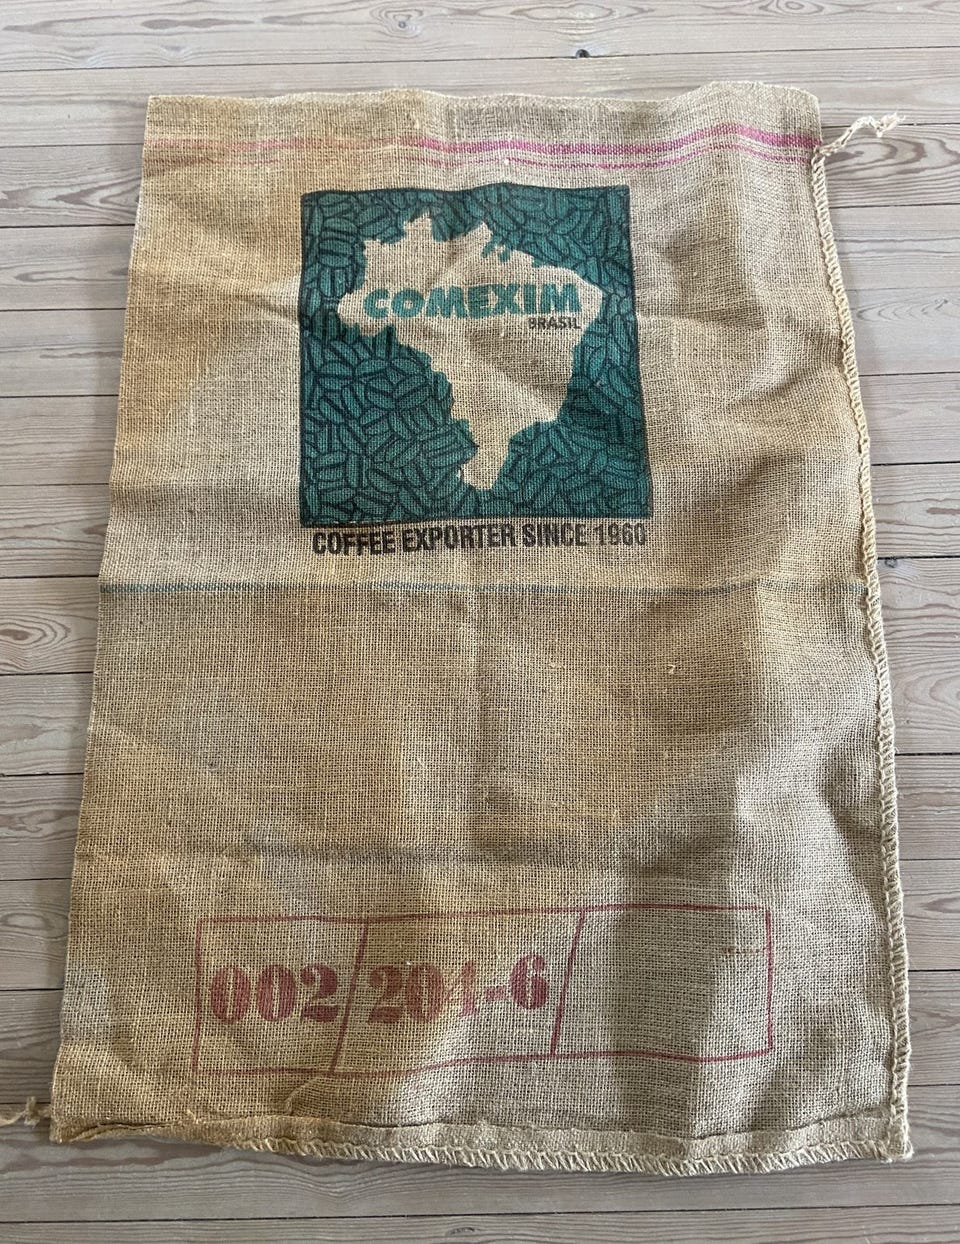 COMEXIM
BRASIL
COFFEE EXPORTER SINCE 1960
002/204-6